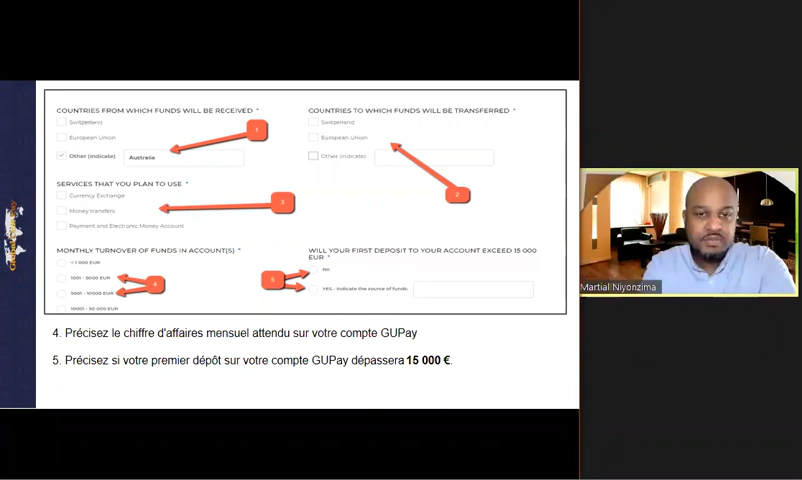 COUNTRIES FROM WHICH FUNDS WILL BE RECEIVED *
Switzerland
European Union
Other (indicate)
Australia
1
COUNTRIES TO WHICH FUNDS WILL BE TRANSFERRED *
Switzerland
European Union
Other (indicate)
2
SERVICES THAT YOU PLAN TO USE *
Currency Exchange
Money transfers
Payment and Electronic Money Account
3
MONTHLY TURNOVER OF FUNDS IN ACCOUNT(S) *
< 1 000 EUR
1001 - 5000 EUR
5001 - 10000 EUR
10001 - 50 000 EUR
4
WILL YOUR FIRST DEPOSIT TO YOUR ACCOUNT EXCEED 15 000
EUR *
No
YES - indicate the source of funds
5
4. Précisez le chiffre d'affaires mensuel attendu sur votre compte GUPay
5. Précisez si votre premier dépôt sur votre compte GUPay dépassera 15 000 €.
Martial Niyonzima